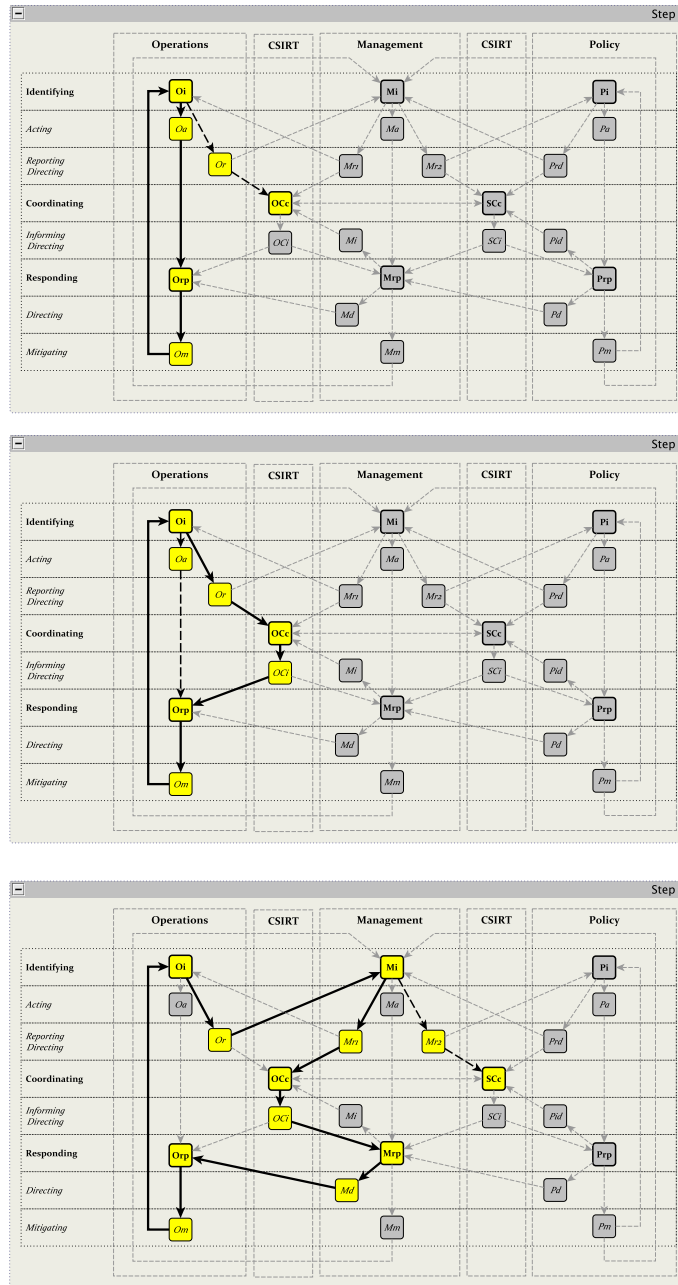 Step
Operations CSIRT Management CSIRT Policy
Identifying Oi Mi Pi
Acting Oa Ma Pa
Reporting Or Mr1 Mr2 Prd
Directing
Coordinating OCc SCc
Informing OCi Mi SCi Pid
Directing
Responding Orp Mrp Prp
Directing Md Pd
Mitigating Om Mm Pm
Step
Operations CSIRT Management CSIRT Policy
Identifying Oi Mi Pi
Acting Oa Ma Pa
Reporting Or Mr1 Mr2 Prd
Directing
Coordinating OCc SCc
Informing OCi Mi SCi Pid
Directing
Responding Orp Mrp Prp
Directing Md Pd
Mitigating Om Mm Pm
Step
Operations CSIRT Management CSIRT Policy
Identifying Oi Mi Pi
Acting Oa Ma Pa
Reporting Or Mr1 Mr2 Prd
Directing
Coordinating OCc SCc
Informing OCi Mi SCi Pid
Directing
Responding Orp Mrp Prp
Directing Md Pd
Mitigating Om Mm Pm